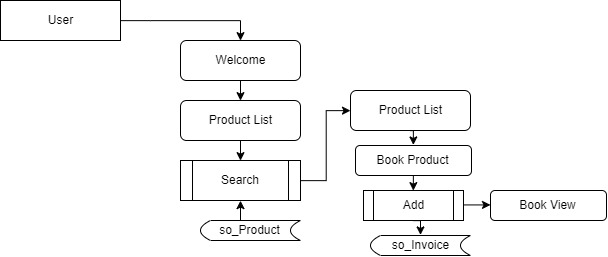 User
Welcome
Product List
Search
so_Product
Product List
Book Product
Add
Book View
so_Invoice